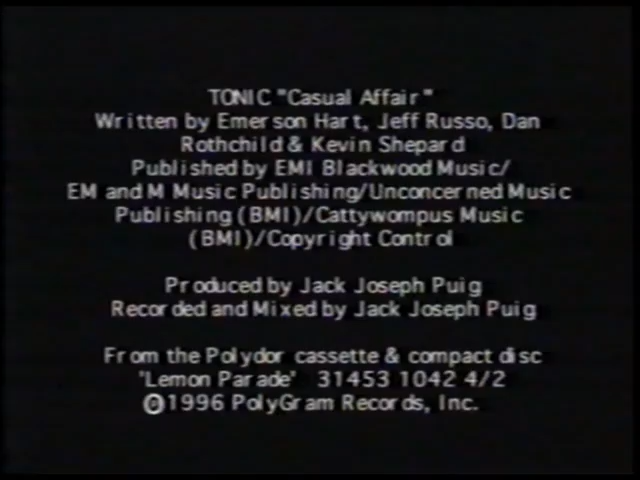 TONIC "Casual Affair"
Written by Emerson Hart, Jeff Russo, Dan
Rothchild & Kevin Shepard
Published by EMI Blackwood Music/
EM and M Music Publishing/Unconcerned Music
Publishing (BMI)/Cattywompus Music
(BMI)/Copyright Control
Produced by Jack Joseph Puig
Recorded and Mixed by Jack Joseph Puig
From the Polydor cassette & compact disc
'Lemon Parade' 31453 1042 4/2
℗1996 PolyGram Records, Inc.